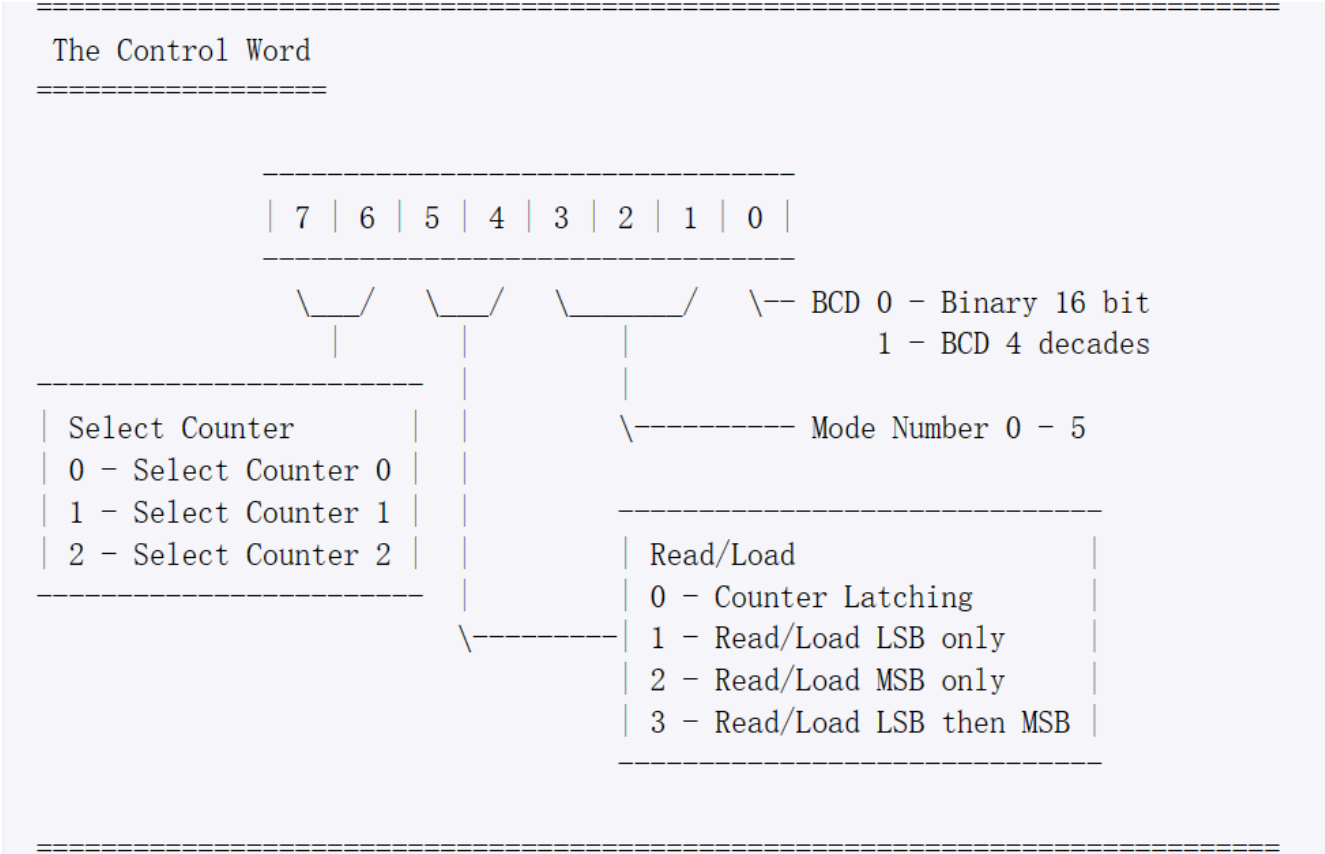 =============================================================================
The Control Word
==================
---------------------------------
| 7 | 6 | 5 | 4 | 3 | 2 | 1 | 0 |
---------------------------------
\___/ \___/ \_______/ \-- BCD 0 - Binary 16 bit
| | | 1 - BCD 4 decades
------------------------ | |
| Select Counter | | \---------- Mode Number 0 - 5
| 0 - Select Counter 0 | |
| 1 - Select Counter 1 | | ------------------------------
| 2 - Select Counter 2 | | | Read/Load |
------------------------ | | 0 - Counter Latching |
\---------| 1 - Read/Load LSB only |
| 2 - Read/Load MSB only |
| 3 - Read/Load LSB then MSB |
------------------------------
=============================================================================